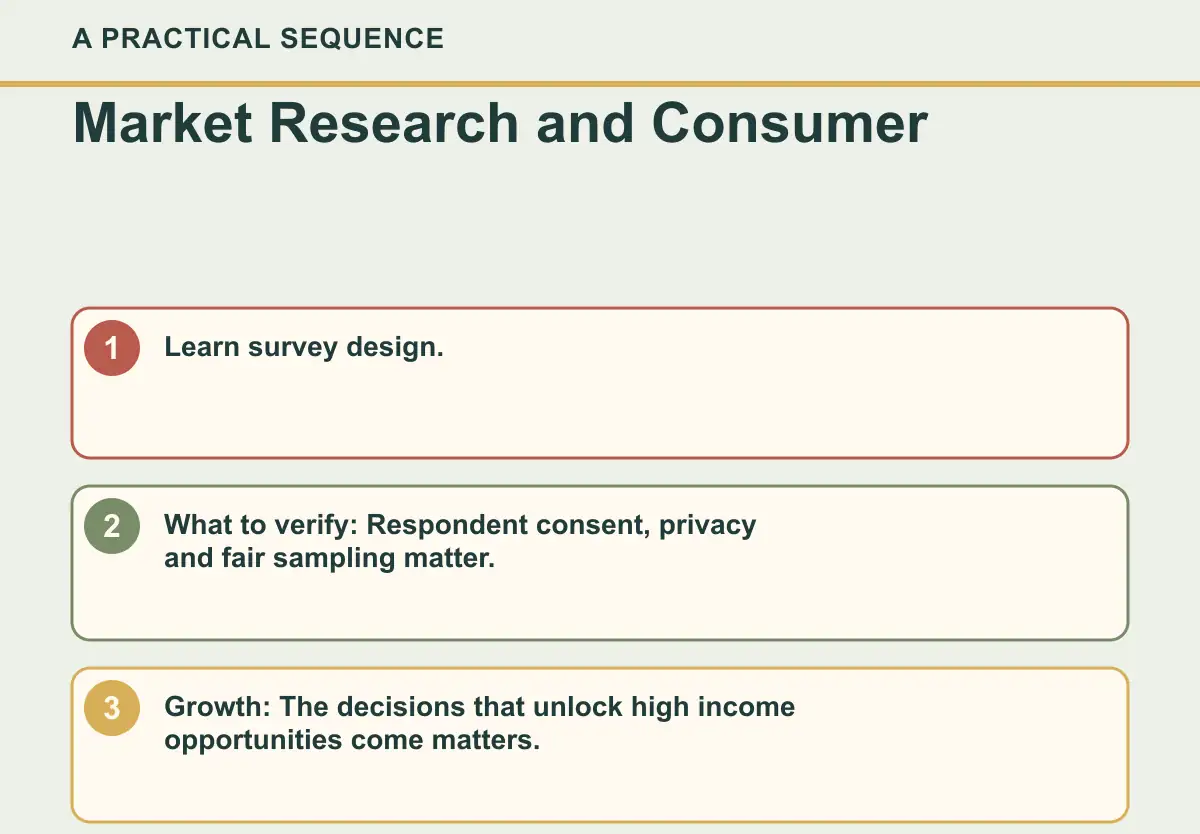 A PRACTICAL SEQUENCE
Market Research and Consumer
1
Learn survey design.
2
What to verify: Respondent consent, privacy
and fair sampling matter.
3
Growth: The decisions that unlock high income
opportunities come matters.